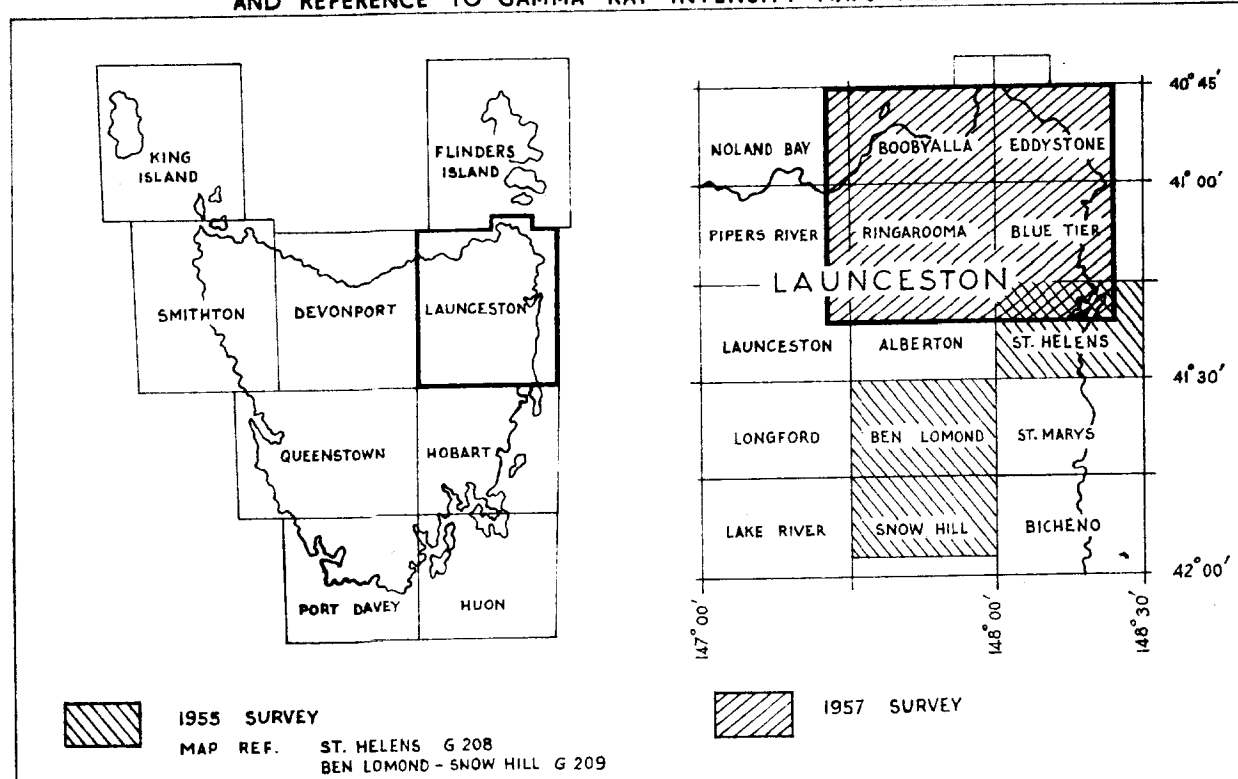 AND REFERENCE TO GAMMA RAY INTENSITY MAPS
KING
ISLAND
FLINDERS
ISLAND
SMITHTON
DEVONPORT
LAUNCESTON
QUEENSTOWN
HOBART
PORT DAVEY
HUON
40° 45'
NOLAND BAY
BOOBYALLA
EDDYSTONE
41° 00'
PIPERS RIVER
RINGAROOMA
BLUE TIER
LAUNCESTON
LAUNCESTON
ALBERTON
ST. HELENS
41° 30'
LONGFORD
BEN LOMOND
ST. MARYS
LAKE RIVER
SNOW HILL
BICHENO
42° 00'
147° 00'
148° 00'
148° 30'
1955 SURVEY
MAP REF. ST. HELENS G 208
BEN LOMOND - SNOW HILL G 209
1957 SURVEY